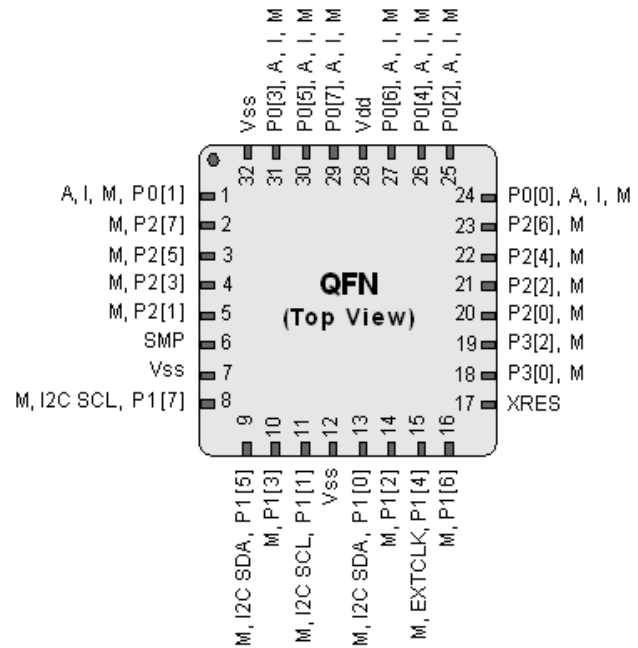 Vss
P0[3], A, I, M
P0[5], A, I, M
P0[7], A, I, M
Vdd
P0[6], A, I, M
P0[4], A, I, M
P0[2], A, I, M
32
31
30
29
28
27
26
25
A, I, M, P0[1]
1
M, P2[7]
2
M, P2[5]
3
M, P2[3]
4
M, P2[1]
5
SMP
6
Vss
7
M, I2C SCL, P1[7]
8
QFN
(Top View)
24
P0[0], A, I, M
23
P2[6], M
22
P2[4], M
21
P2[2], M
20
P2[0], M
19
P3[2], M
18
P3[0], M
17
XRES
9
10
11
12
13
14
15
16
M, I2C SDA, P1[5]
M, P1[3]
M, I2C SCL, P1[1]
Vss
M, I2C SDA, P1[0]
M, P1[2]
M, EXTCLK, P1[4]
M, P1[6]